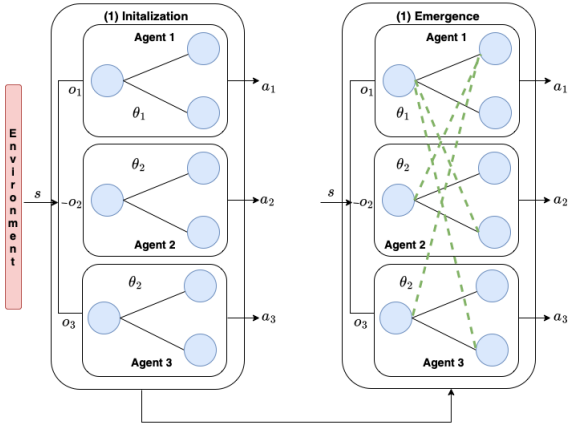 (1) Initalization
Agent 1
o₁
θ₁
a₁
Environment
s
θ₂
-o₂
a₂
Agent 2
θ₂
o₃
a₃
Agent 3
(1) Emergence
Agent 1
o₁
θ₁
a₁
θ₂
s
-o₂
a₂
Agent 2
θ₂
o₃
a₃
Agent 3